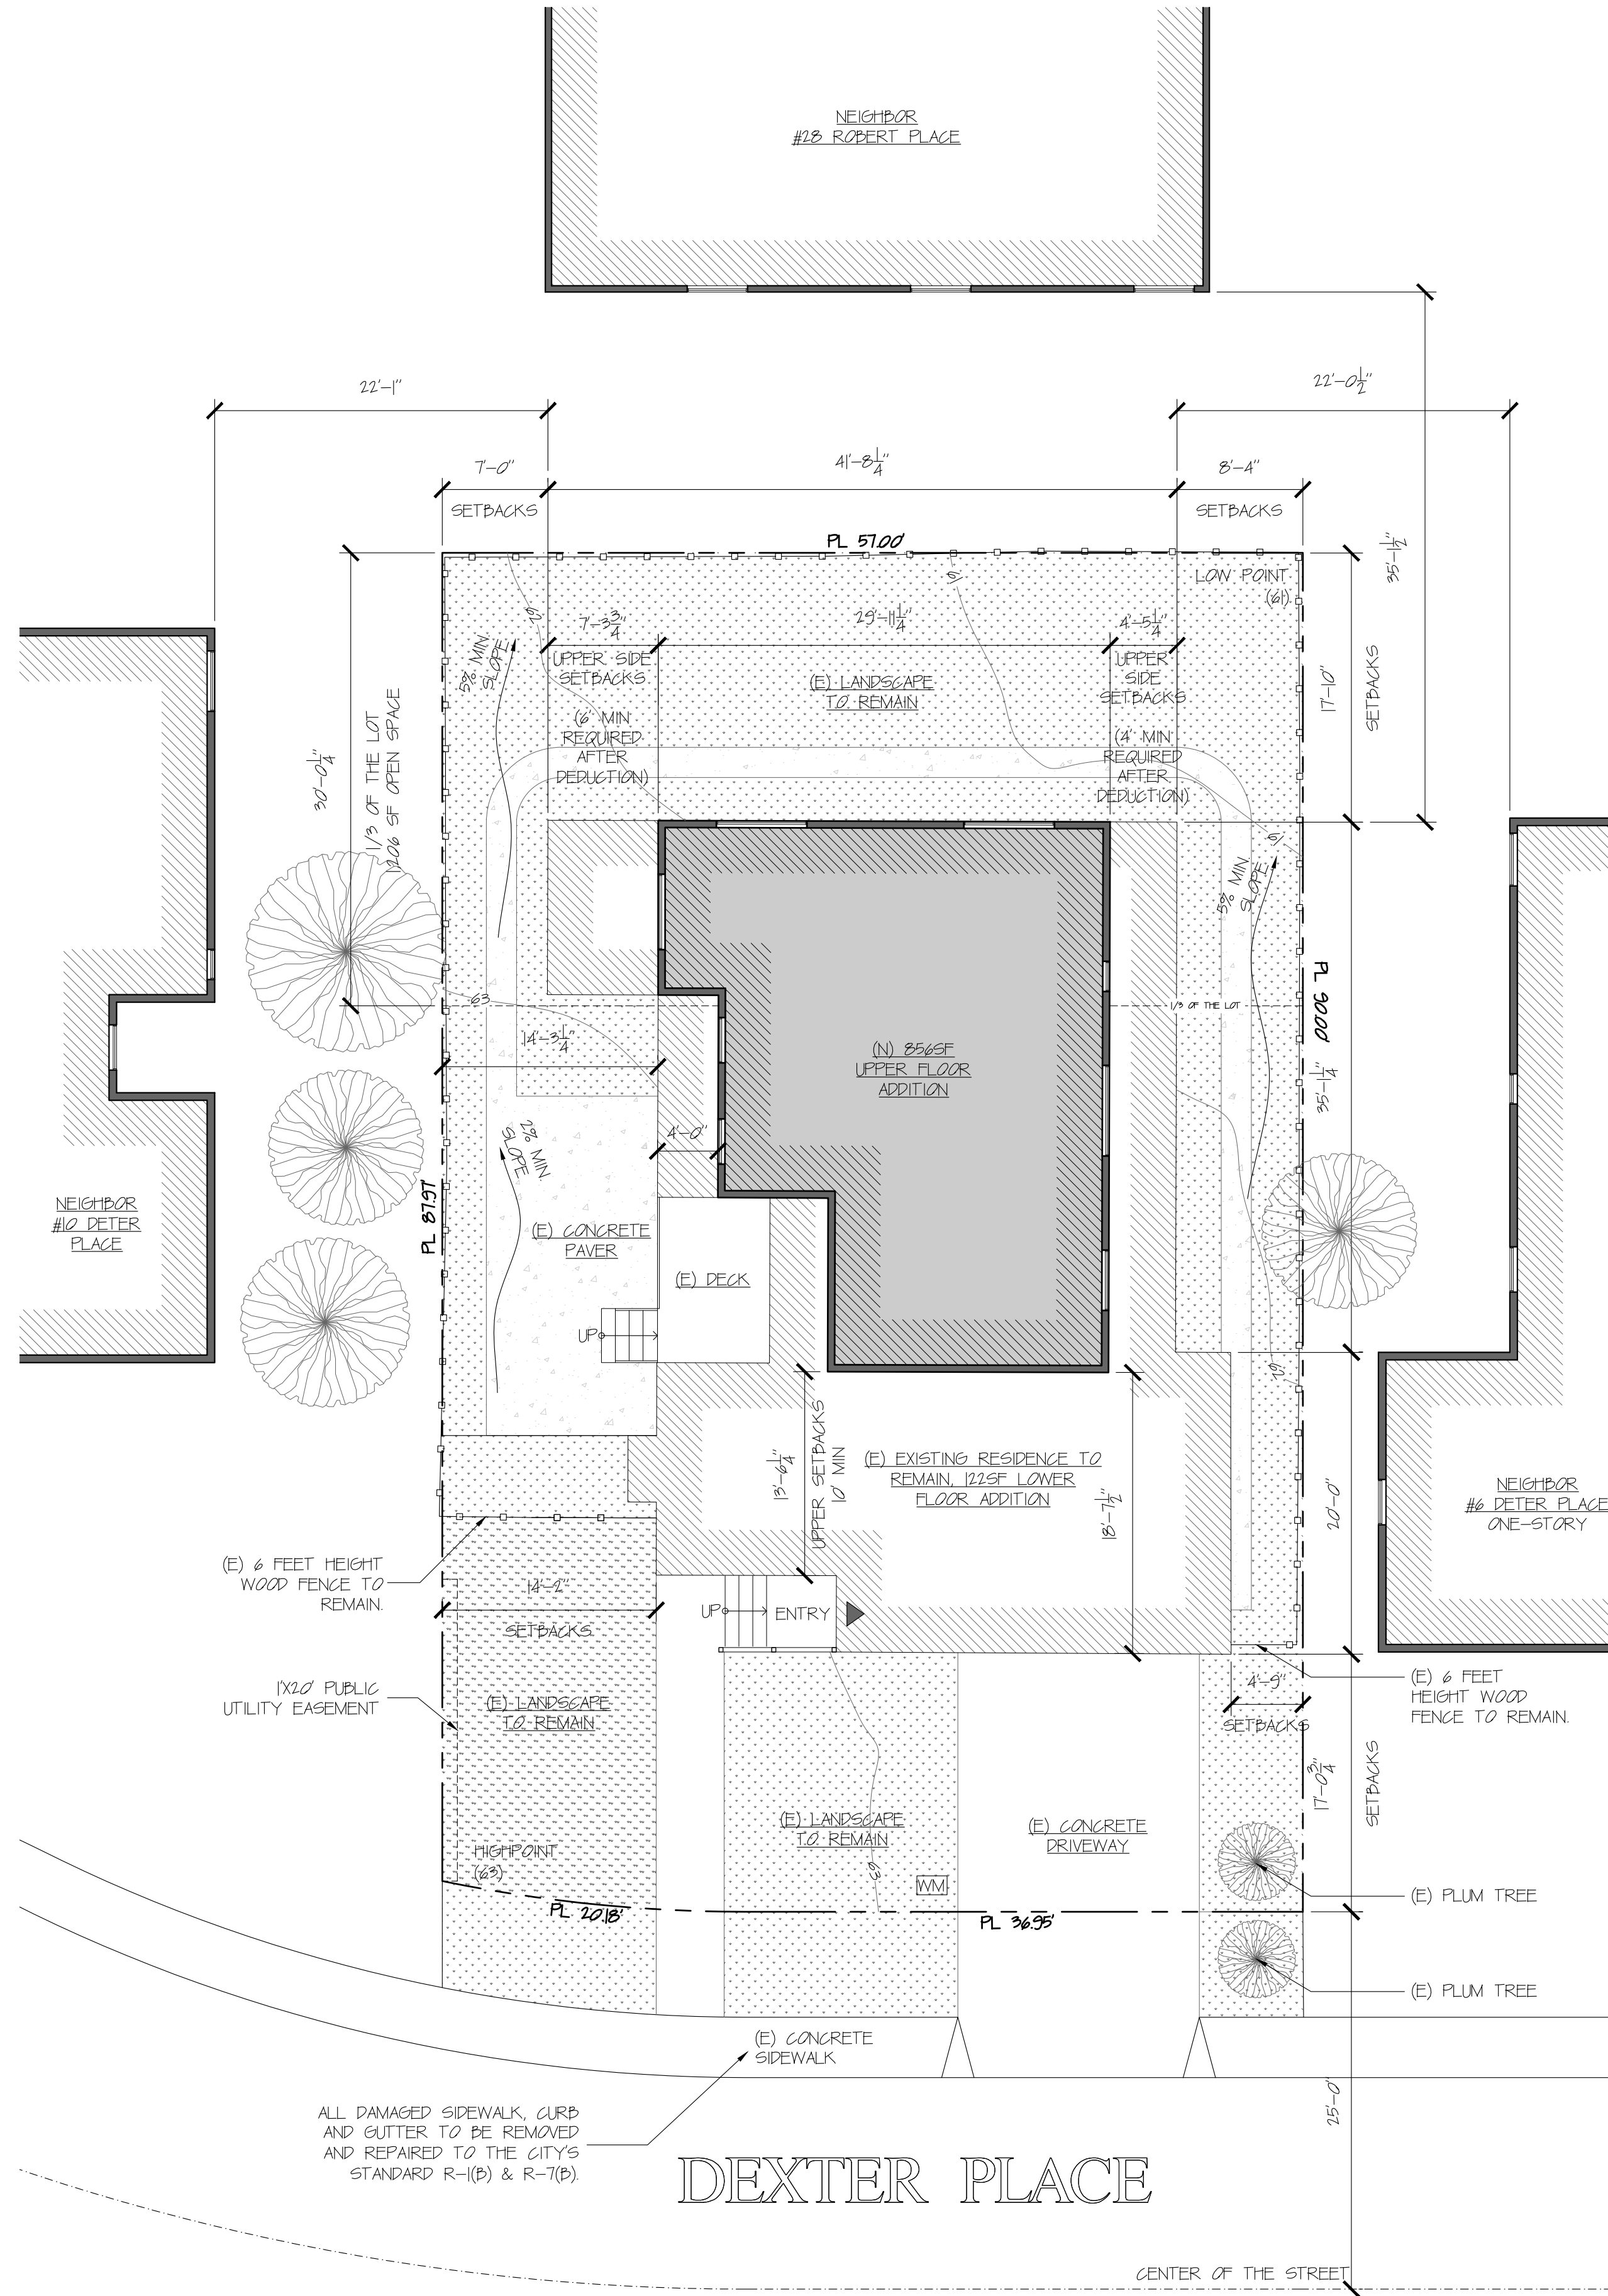 NEIGHBOR
#28 ROBERT PLACE
22'-1"
22'-0 1/2"
7'-0"
41'-8 1/4"
8'-4"
SETBACKS
SETBACKS
PL 57.00'
35'-1 1/2"
LOW POINT
(61)
62
61
7'-3 3/4"
29'-11 1/4"
4'-5 1/4"
5% MIN.
SLOPE
UPPER SIDE
SETBACKS
UPPER
SIDE
SETBACKS
(E) LANDSCAPE
TO REMAIN
17'-10"
SETBACKS
(6' MIN
REQUIRED
AFTER
DEDUCTION)
(4' MIN
REQUIRED
AFTER
DEDUCTION)
30'-0 1/4"
1/3 OF THE LOT
1206 SF OPEN SPACE
61
5% MIN.
SLOPE
63
1/3 OF THE LOT
PL 90.00'
14'-3 1/4"
(N) 856SF
UPPER FLOOR
ADDITION
35'-1 1/4"
4'-0"
2% MIN.
SLOPE
PL 87.97'
NEIGHBOR
#10 DETER
PLACE
(E) CONCRETE
PAVER
(E) DECK
UP
62
13'-6 1/4"
UPPER SETBACKS
10' MIN
(E) EXISTING RESIDENCE TO
REMAIN, 122SF LOWER
FLOOR ADDITION
18'-7 1/2"
20'-0"
NEIGHBOR
#6 DETER PLACE
ONE-STORY
(E) 6 FEET HEIGHT
WOOD FENCE TO
REMAIN.
14'-2"
SETBACKS
UP
ENTRY
1'X20' PUBLIC
UTILITY EASEMENT
(E) LANDSCAPE
TO REMAIN
4'-9"
SETBACKS
(E) 6 FEET
HEIGHT WOOD
FENCE TO REMAIN.
17'-0 3/4"
SETBACKS
(E) LANDSCAPE
TO REMAIN
(E) CONCRETE
DRIVEWAY
HIGHPOINT
(63)
63
WM
(E) PLUM TREE
PL 20.18'
PL 36.95'
(E) PLUM TREE
(E) CONCRETE
SIDEWALK
25'-0"
ALL DAMAGED SIDEWALK, CURB
AND GUTTER TO BE REMOVED
AND REPAIRED TO THE CITY'S
STANDARD R-1(B) & R-7(B).
DEXTER PLACE
CENTER OF THE STREET